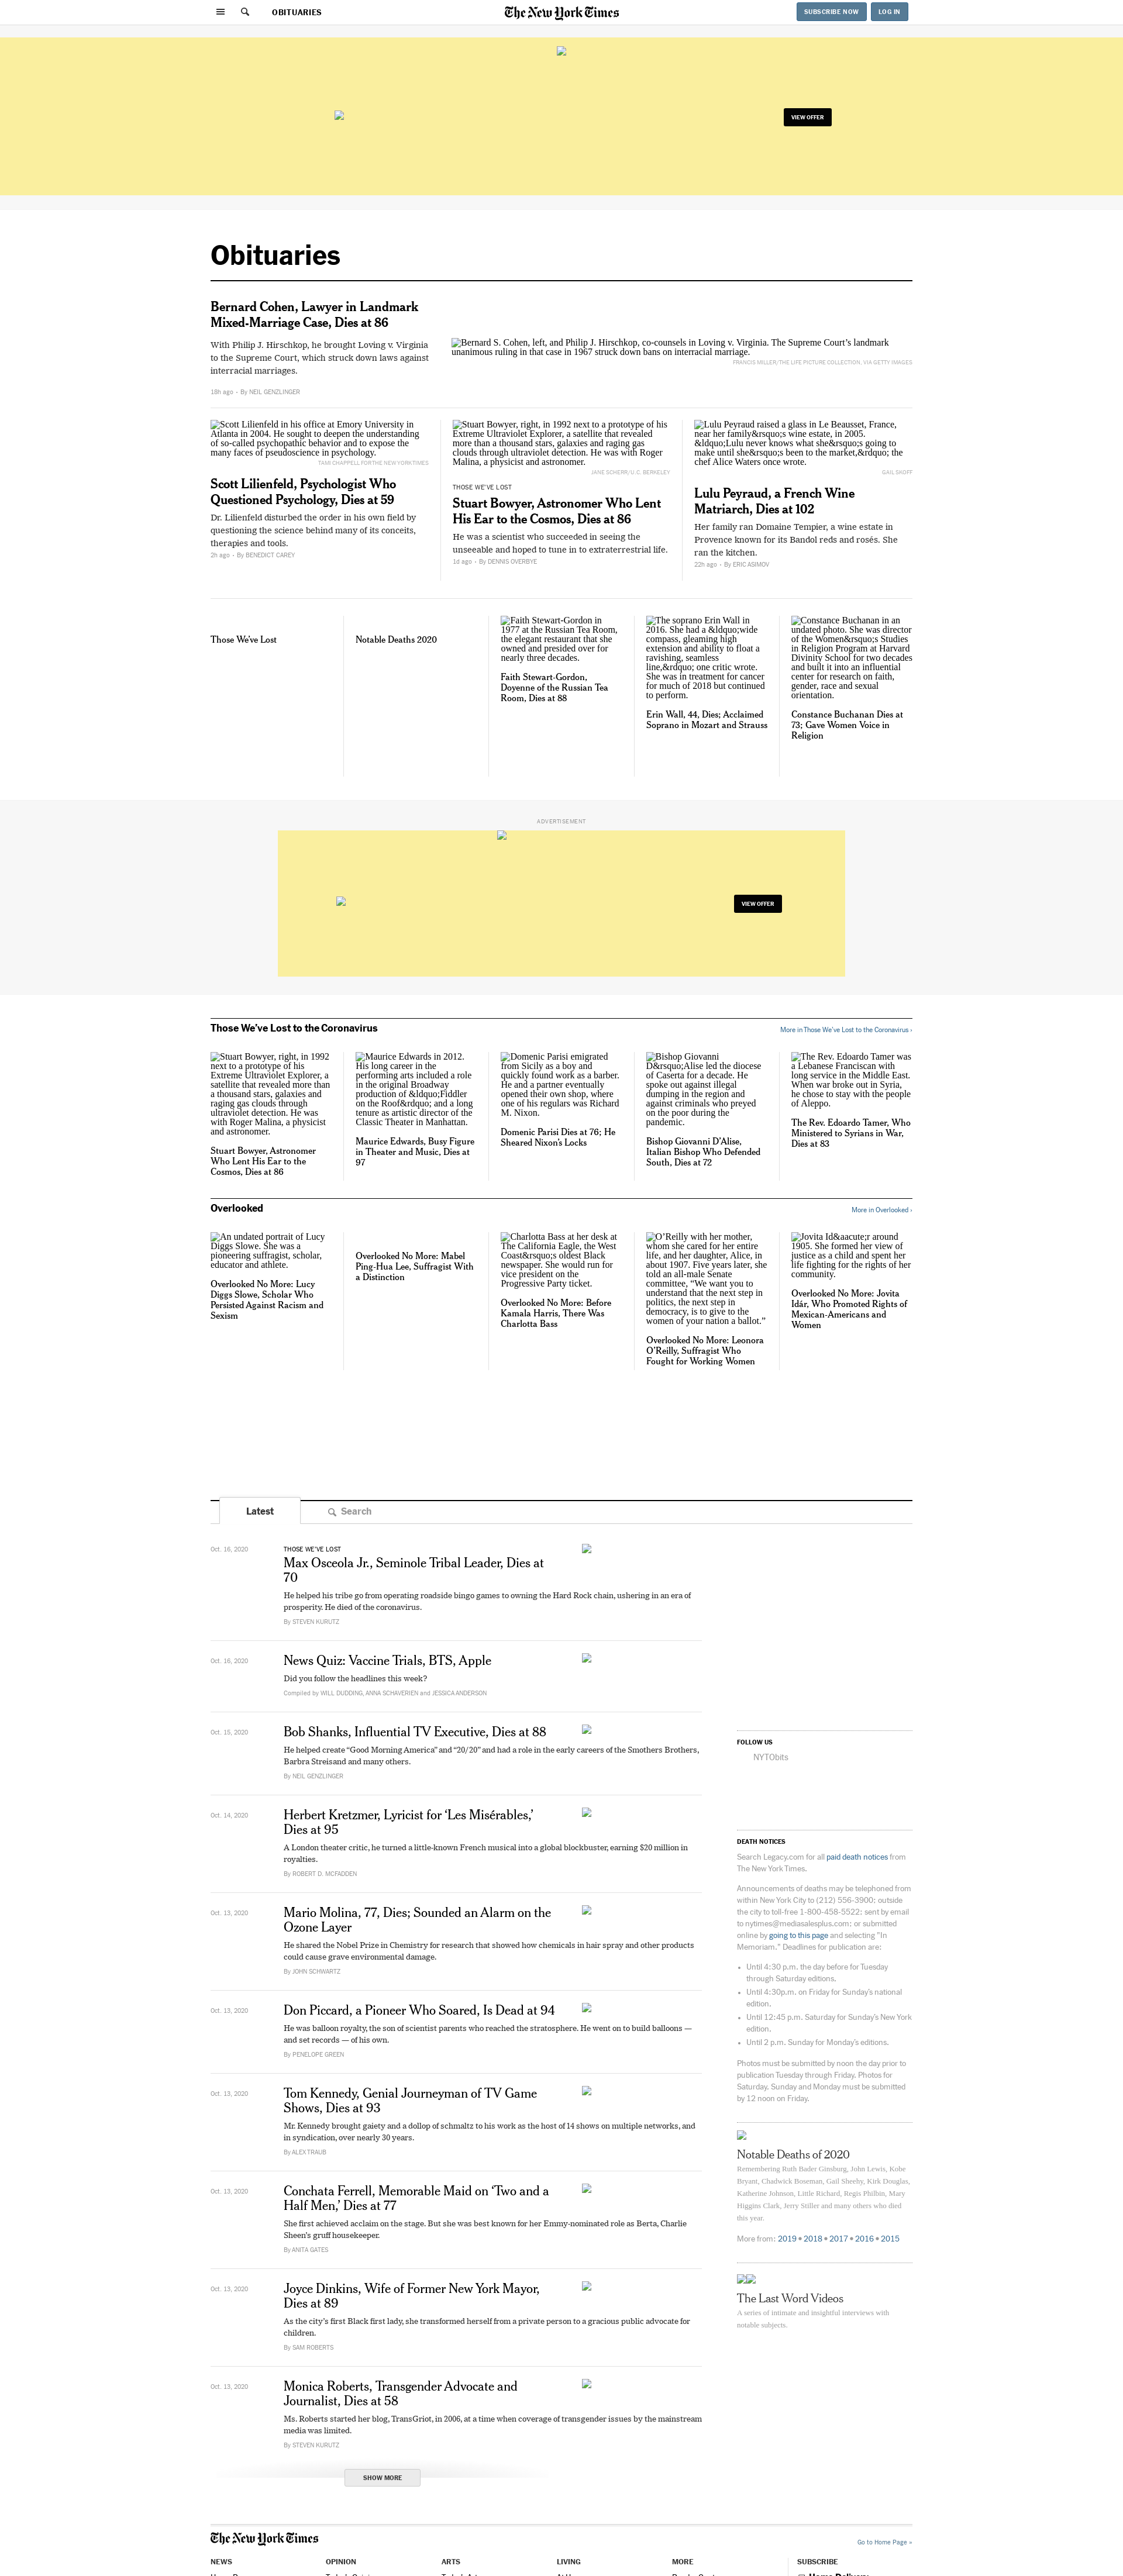 OBITUARIES
The New York Times
SUBSCRIBE NOW
LOG IN
VIEW OFFER
Obituaries
Bernard Cohen, Lawyer in Landmark
Mixed-Marriage Case, Dies at 86
With Philip J. Hirschkop, he brought Loving v. Virginia
to the Supreme Court, which struck down laws against
interracial marriages.
18h ago • By NEIL GENZLINGER
Bernard S. Cohen, left, and Philip J. Hirschkop, co-counsels in Loving v. Virginia. The Supreme Court's landmark
unanimous ruling in that case in 1967 struck down bans on interracial marriage.
FRANCIS MILLER/THE LIFE PICTURE COLLECTION, VIA GETTY IMAGES
Scott Lilienfeld in his office at Emory University in
Atlanta in 2004. He sought to deepen the understanding
of so-called psychopathic behavior and to expose the
many faces of pseudoscience in psychology.
TAMI CHAPPELL FOR THE NEW YORK TIMES
Scott Lilienfeld, Psychologist Who
Questioned Psychology, Dies at 59
Dr. Lilienfeld disturbed the order in his own field by
questioning the science behind many of its conceits,
therapies and tools.
2h ago • By BENEDICT CAREY
Stuart Bowyer, right, in 1992 next to a prototype of his
Extreme Ultraviolet Explorer, a satellite that revealed
more than a thousand stars, galaxies and raging gas
clouds through ultraviolet detection. He was with Roger
Malina, a physicist and astronomer.
JANE SCHERR/U. C. BERKELEY
THOSE WE'VE LOST
Stuart Bowyer, Astronomer Who Lent
His Ear to the Cosmos, Dies at 86
He was a scientist who succeeded in seeing the
unseeable and hoped to tune in to extraterrestrial life.
1d ago • By DENNIS OVERBYE
Lulu Peyraud raised a glass in Le Beausset, France,
near her family&rsquo;s wine estate, in 2005.
&ldquo;Lulu never knows what she&rsquo;s going to
make until she&rsquo;s been to the market,&rdquo; the
chef Alice Waters once wrote.
GAIL SKOFF
Lulu Peyraud, a French Wine
Matriarch, Dies at 102
Her family ran Domaine Tempier, a wine estate in
Provence known for its Bandol reds and rosés. She
ran the kitchen.
22h ago • By ERIC ASIMOV
Those We've Lost
Notable Deaths 2020
Faith Stewart-Gordon in
1977 at the Russian Tea Room,
the elegant restaurant that she
owned and presided over for
nearly three decades.
Faith Stewart-Gordon,
Doyenne of the Russian Tea
Room, Dies at 88
The soprano Erin Wall in
2016. She had a &ldquo;wide
compass, gleaming high
extension and ability to float a
ravishing, seamless
line,&rdquo; one critic wrote.
She was in treatment for cancer
for much of 2018 but continued
to perform.
Erin Wall, 44, Dies; Acclaimed
Soprano in Mozart and Strauss
Constance Buchanan in an
undated photo. She was director
of the Women&rsquo;s Studies
in Religion Program at Harvard
Divinity School for two decades
and built it into an influential
center for research on faith,
gender, race and sexual
orientation.
Constance Buchanan Dies at
73; Gave Women Voice in
Religion
ADVERTISEMENT
VIEW OFFER
Those We've Lost to the Coronavirus
More in Those We've Lost to the Coronavirus ›
Stuart Bowyer, right, in 1992
next to a prototype of his
Extreme Ultraviolet Explorer, a
satellite that revealed more than
a thousand stars, galaxies and
raging gas clouds through
ultraviolet detection. He was
with Roger Malina, a physicist
and astronomer.
Stuart Bowyer, Astronomer
Who Lent His Ear to the
Cosmos, Dies at 86
Maurice Edwards in 2012.
His long career in the
performing arts included a role
in the original Broadway
production of &ldquo;Fiddler
on the Roof&rdquo; and a long
tenure as artistic director of the
Classic Theater in Manhattan.
Maurice Edwards, Busy Figure
in Theater and Music, Dies at
97
Domenic Parisi emigrated
from Sicily as a boy and
quickly found work as a barber.
He and a partner eventually
opened their own shop, where
one of his regulars was Richard
M. Nixon.
Domenic Parisi Dies at 76; He
Sheared Nixon's Locks
Bishop Giovanni
D&rsquo;Alise led the diocese
of Caserta for a decade. He
spoke out against illegal
dumping in the region and
against criminals who preyed
on the poor during the
pandemic.
Bishop Giovanni D'Alise,
Italian Bishop Who Defended
South, Dies at 72
The Rev. Edoardo Tamer was
a Lebanese Franciscan with
long service in the Middle East.
When war broke out in Syria,
he chose to stay with the people
of Aleppo.
The Rev. Edoardo Tamer, Who
Ministered to Syrians in War,
Dies at 83
Overlooked
More in Overlooked ›
An undated portrait of Lucy
Diggs Slowe. She was a
pioneering suffragist, scholar,
educator and athlete.
Overlooked No More: Lucy
Diggs Slowe, Scholar Who
Persisted Against Racism and
Sexism
Overlooked No More: Mabel
Ping-Hua Lee, Suffragist With
a Distinction
Charlotta Bass at her desk at
The California Eagle, the West
Coast&rsquo;s oldest Black
newspaper. She would run for
vice president on the
Progressive Party ticket.
Overlooked No More: Before
Kamala Harris, There Was
Charlotta Bass
O'Reilly with her mother,
whom she cared for her entire
life, and her daughter, Alice, in
about 1907. Five years later, she
told an all-male Senate
committee, "We want you to
understand that the next step in
politics, the next step in
democracy, is to give to the
women of your nation a ballot."
Overlooked No More: Leonora
O'Reilly, Suffragist Who
Fought for Working Women
Jovita Id&aacute;r around
1905. She formed her view of
justice as a child and spent her
life fighting for the rights of her
community.
Overlooked No More: Jovita
Idár, Who Promoted Rights of
Mexican-Americans and
Women
Latest
Search
Oct. 16, 2020
THOSE WE'VE LOST
Max Osceola Jr., Seminole Tribal Leader, Dies at
70
He helped his tribe go from operating roadside bingo games to owning the Hard Rock chain, ushering in an era of
prosperity. He died of the coronavirus.
By STEVEN KURUTZ
Oct. 16, 2020
News Quiz: Vaccine Trials, BTS, Apple
Did you follow the headlines this week?
Compiled by WILL DUDDING, ANNA SCHAVERIEN and JESSICA ANDERSON
Oct. 15, 2020
Bob Shanks, Influential TV Executive, Dies at 88
He helped create “Good Morning America” and “20/20” and had a role in the early careers of the Smothers Brothers,
Barbra Streisand and many others.
By NEIL GENZLINGER
Oct. 14, 2020
Herbert Kretzmer, Lyricist for ‘Les Misérables,’
Dies at 95
A London theater critic, he turned a little-known French musical into a global blockbuster, earning $20 million in
royalties.
By ROBERT D. MCFADDEN
Oct. 13, 2020
Mario Molina, 77, Dies; Sounded an Alarm on the
Ozone Layer
He shared the Nobel Prize in Chemistry for research that showed how chemicals in hair spray and other products
could cause grave environmental damage.
By JOHN SCHWARTZ
Oct. 13, 2020
Don Piccard, a Pioneer Who Soared, Is Dead at 94
He was balloon royalty, the son of scientist parents who reached the stratosphere. He went on to build balloons —
and set records — of his own.
By PENELOPE GREEN
Oct. 13, 2020
Tom Kennedy, Genial Journeyman of TV Game
Shows, Dies at 93
Mr. Kennedy brought gaiety and a dollop of schmaltz to his work as the host of 14 shows on multiple networks, and
in syndication, over nearly 30 years.
By ALEX TRAUB
Oct. 13, 2020
Conchata Ferrell, Memorable Maid on ‘Two and a
Half Men,’ Dies at 77
She first achieved acclaim on the stage. But she was best known for her Emmy-nominated role as Berta, Charlie
Sheen's gruff housekeeper.
By ANITA GATES
Oct. 13, 2020
Joyce Dinkins, Wife of Former New York Mayor,
Dies at 89
As the city's first Black first lady, she transformed herself from a private person to a gracious public advocate for
children.
By SAM ROBERTS
Oct. 13, 2020
Monica Roberts, Transgender Advocate and
Journalist, Dies at 58
Ms. Roberts started her blog, TransGriot, in 2006, at a time when coverage of transgender issues by the mainstream
media was limited.
By STEVEN KURUTZ
SHOW MORE
FOLLOW US
NYTObits
DEATH NOTICES
Search Legacy.com for all paid death notices from
The New York Times.
Announcements of deaths may be telephoned from
within New York City to (212) 556-3900; outside
the city to toll-free 1-800-458-5522; sent by email
to nytimes@mediasalesplus.com; or submitted
online by going to this page and selecting "In
Memoriam." Deadlines for publication are:
• Until 4:30 p.m. the day before for Tuesday
through Saturday editions.
• Until 4:30p.m. on Friday for Sunday's national
edition.
• Until 12:45 p.m. Saturday for Sunday's New York
edition.
• Until 2 p.m. Sunday for Monday's editions.
Photos must be submitted by noon the day prior to
publication Tuesday through Friday. Photos for
Saturday, Sunday and Monday must be submitted
by 12 noon on Friday.
Notable Deaths of 2020
Remembering Ruth Bader Ginsburg, John Lewis, Kobe
Bryant, Chadwick Boseman, Gail Sheehy, Kirk Douglas,
Katherine Johnson, Little Richard, Regis Philbin, Mary
Higgins Clark, Jerry Stiller and many others who died
this year.
More from: 2019 • 2018 • 2017 • 2016 • 2015
The Last Word Videos
A series of intimate and insightful interviews with
notable subjects.
The New York Times
Go to Home Page »
NEWS
OPINION
ARTS
LIVING
MORE
SUBSCRIBE